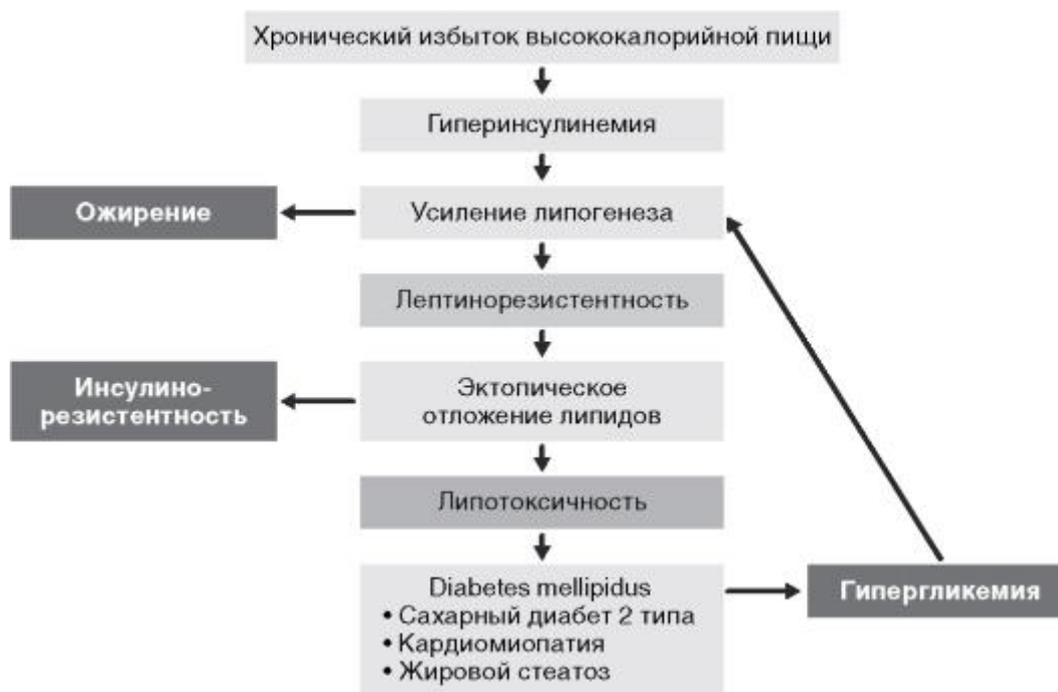 Хронический избыток высококалорийной пищи
Гиперинсулинемия
Ожирение
Усиление липогенеза
Лептинорезистентность
Инсулино-
резистентность
Эктопическое
отложение липидов
Липотоксичность
Diabetes mellipidus
• Сахарный диабет 2 типа
• Кардиомиопатия
• Жировой стеатоз
Гипергликемия